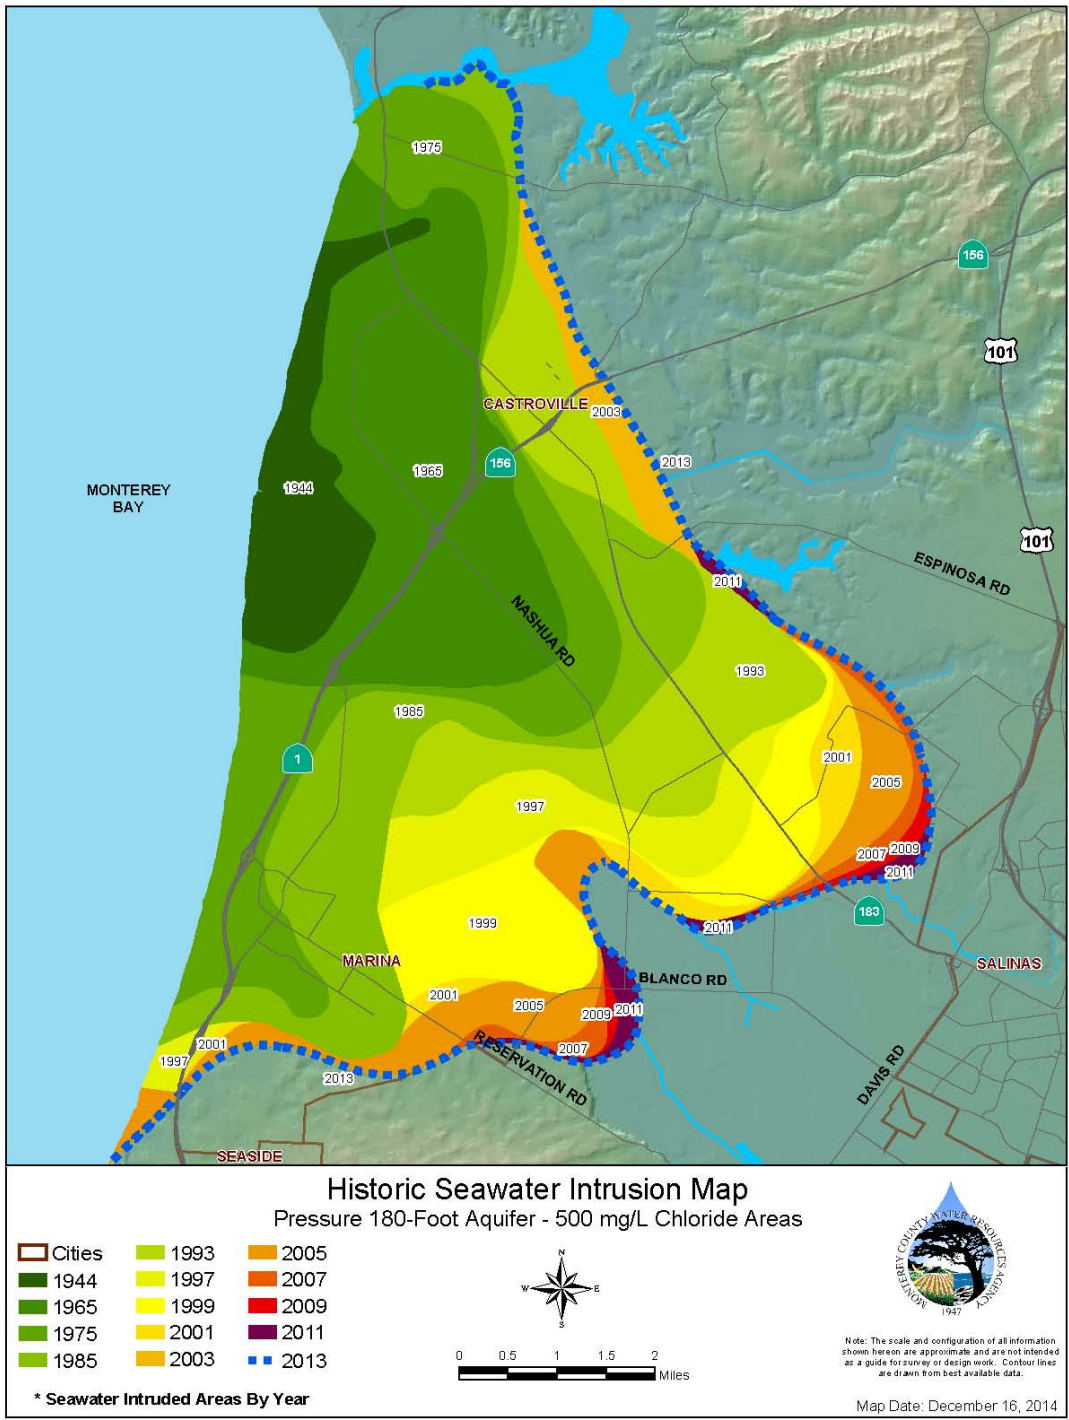 1975
156
101
CASTROVILLE
2003
2013
156
1965
1944
MONTEREY
BAY
101
ESPINOSA RD
2011
NASHUA RD
1993
1985
1
2001
2005
1997
2007
2009
2011
183
1999
2011
MARINA
BLANCO RD
SALINAS
2001
2005
2009
2011
2001
1997
2007
RESERVATION RD
2013
DAVIS RD
SEASIDE
Historic Seawater Intrusion Map
Pressure 180-Foot Aquifer - 500 mg/L Chloride Areas
Cities
1944
1965
1975
1985
1993
1997
1999
2001
2003
2005
2007
2009
2011
2013
* Seawater Intruded Areas By Year
N
W E
S
0 0.5 1 1.5 2
Miles
MONTEREY COUNTY WATER RESOURCES AGENCY
1947
Note: The scale and configuration of all information
shown hereon are approximate and are not intended
as a guide for survey or design work. Contour lines
are drawn from best available data.
Map Date: December 16, 2014